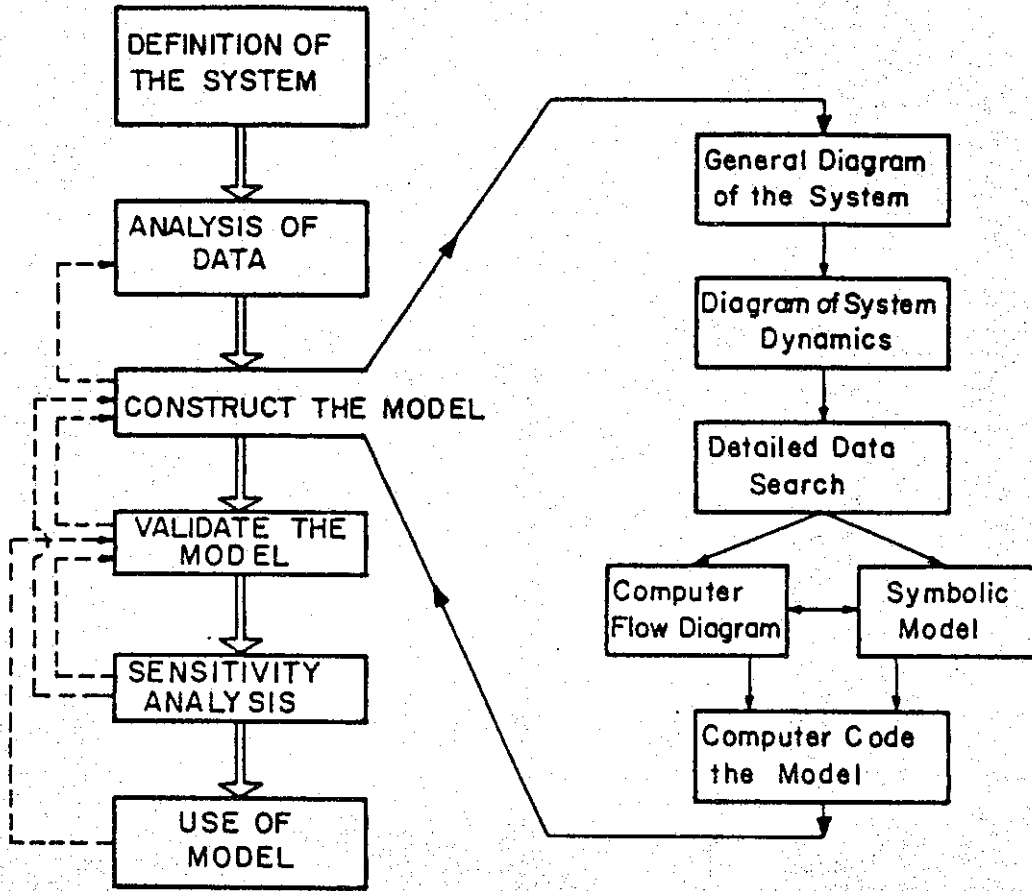 DEFINITION OF
THE SYSTEM
ANALYSIS OF
DATA
CONSTRUCT THE MODEL
VALIDATE THE
MODEL
SENSITIVITY
ANALYSIS
USE OF
MODEL
General Diagram
of the System
Diagram of System
Dynamics
Detailed Data
Search
Computer
Flow Diagram
Symbolic
Model
Computer Code
the Model